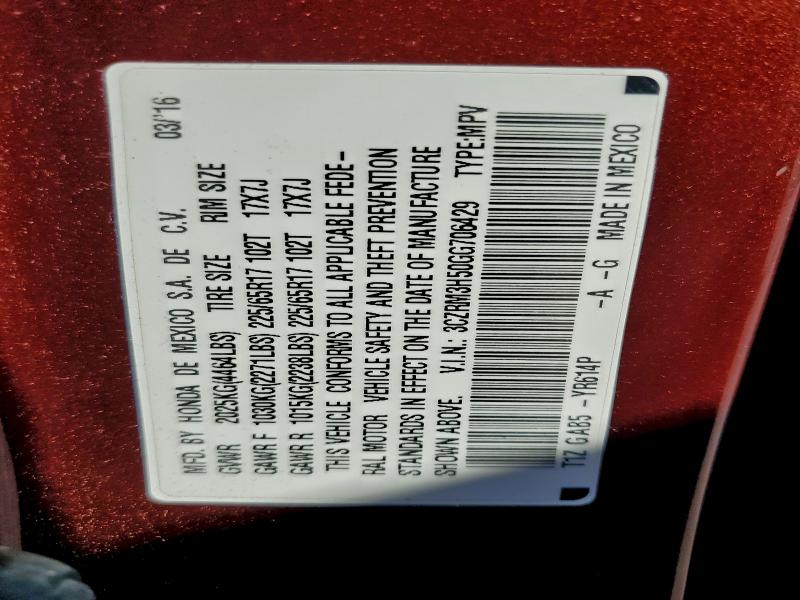 MFD. BY HONDA DE MEXICO S.A. DE C.V. 03/'16
GVWR 2025KG(4464LBS) TIRE SIZE RIM SIZE
GAWR F 1030KG(2271LBS) 225/65R17 102T 17X7J
GAWR R 1015KG(2238LBS) 225/65R17 102T 17X7J
THIS VEHICLE CONFORMS TO ALL APPLICABLE FEDE-
RAL MOTOR VEHICLE SAFETY AND THEFT PREVENTION
STANDARDS IN EFFECT ON THE DATE OF MANUFACTURE
SHOWN ABOVE. V.I.N.: 3CZRM3H50GG706429 TYPE:MPV
T1Z GAB5 -YR614P -A -G MADE IN MEXICO